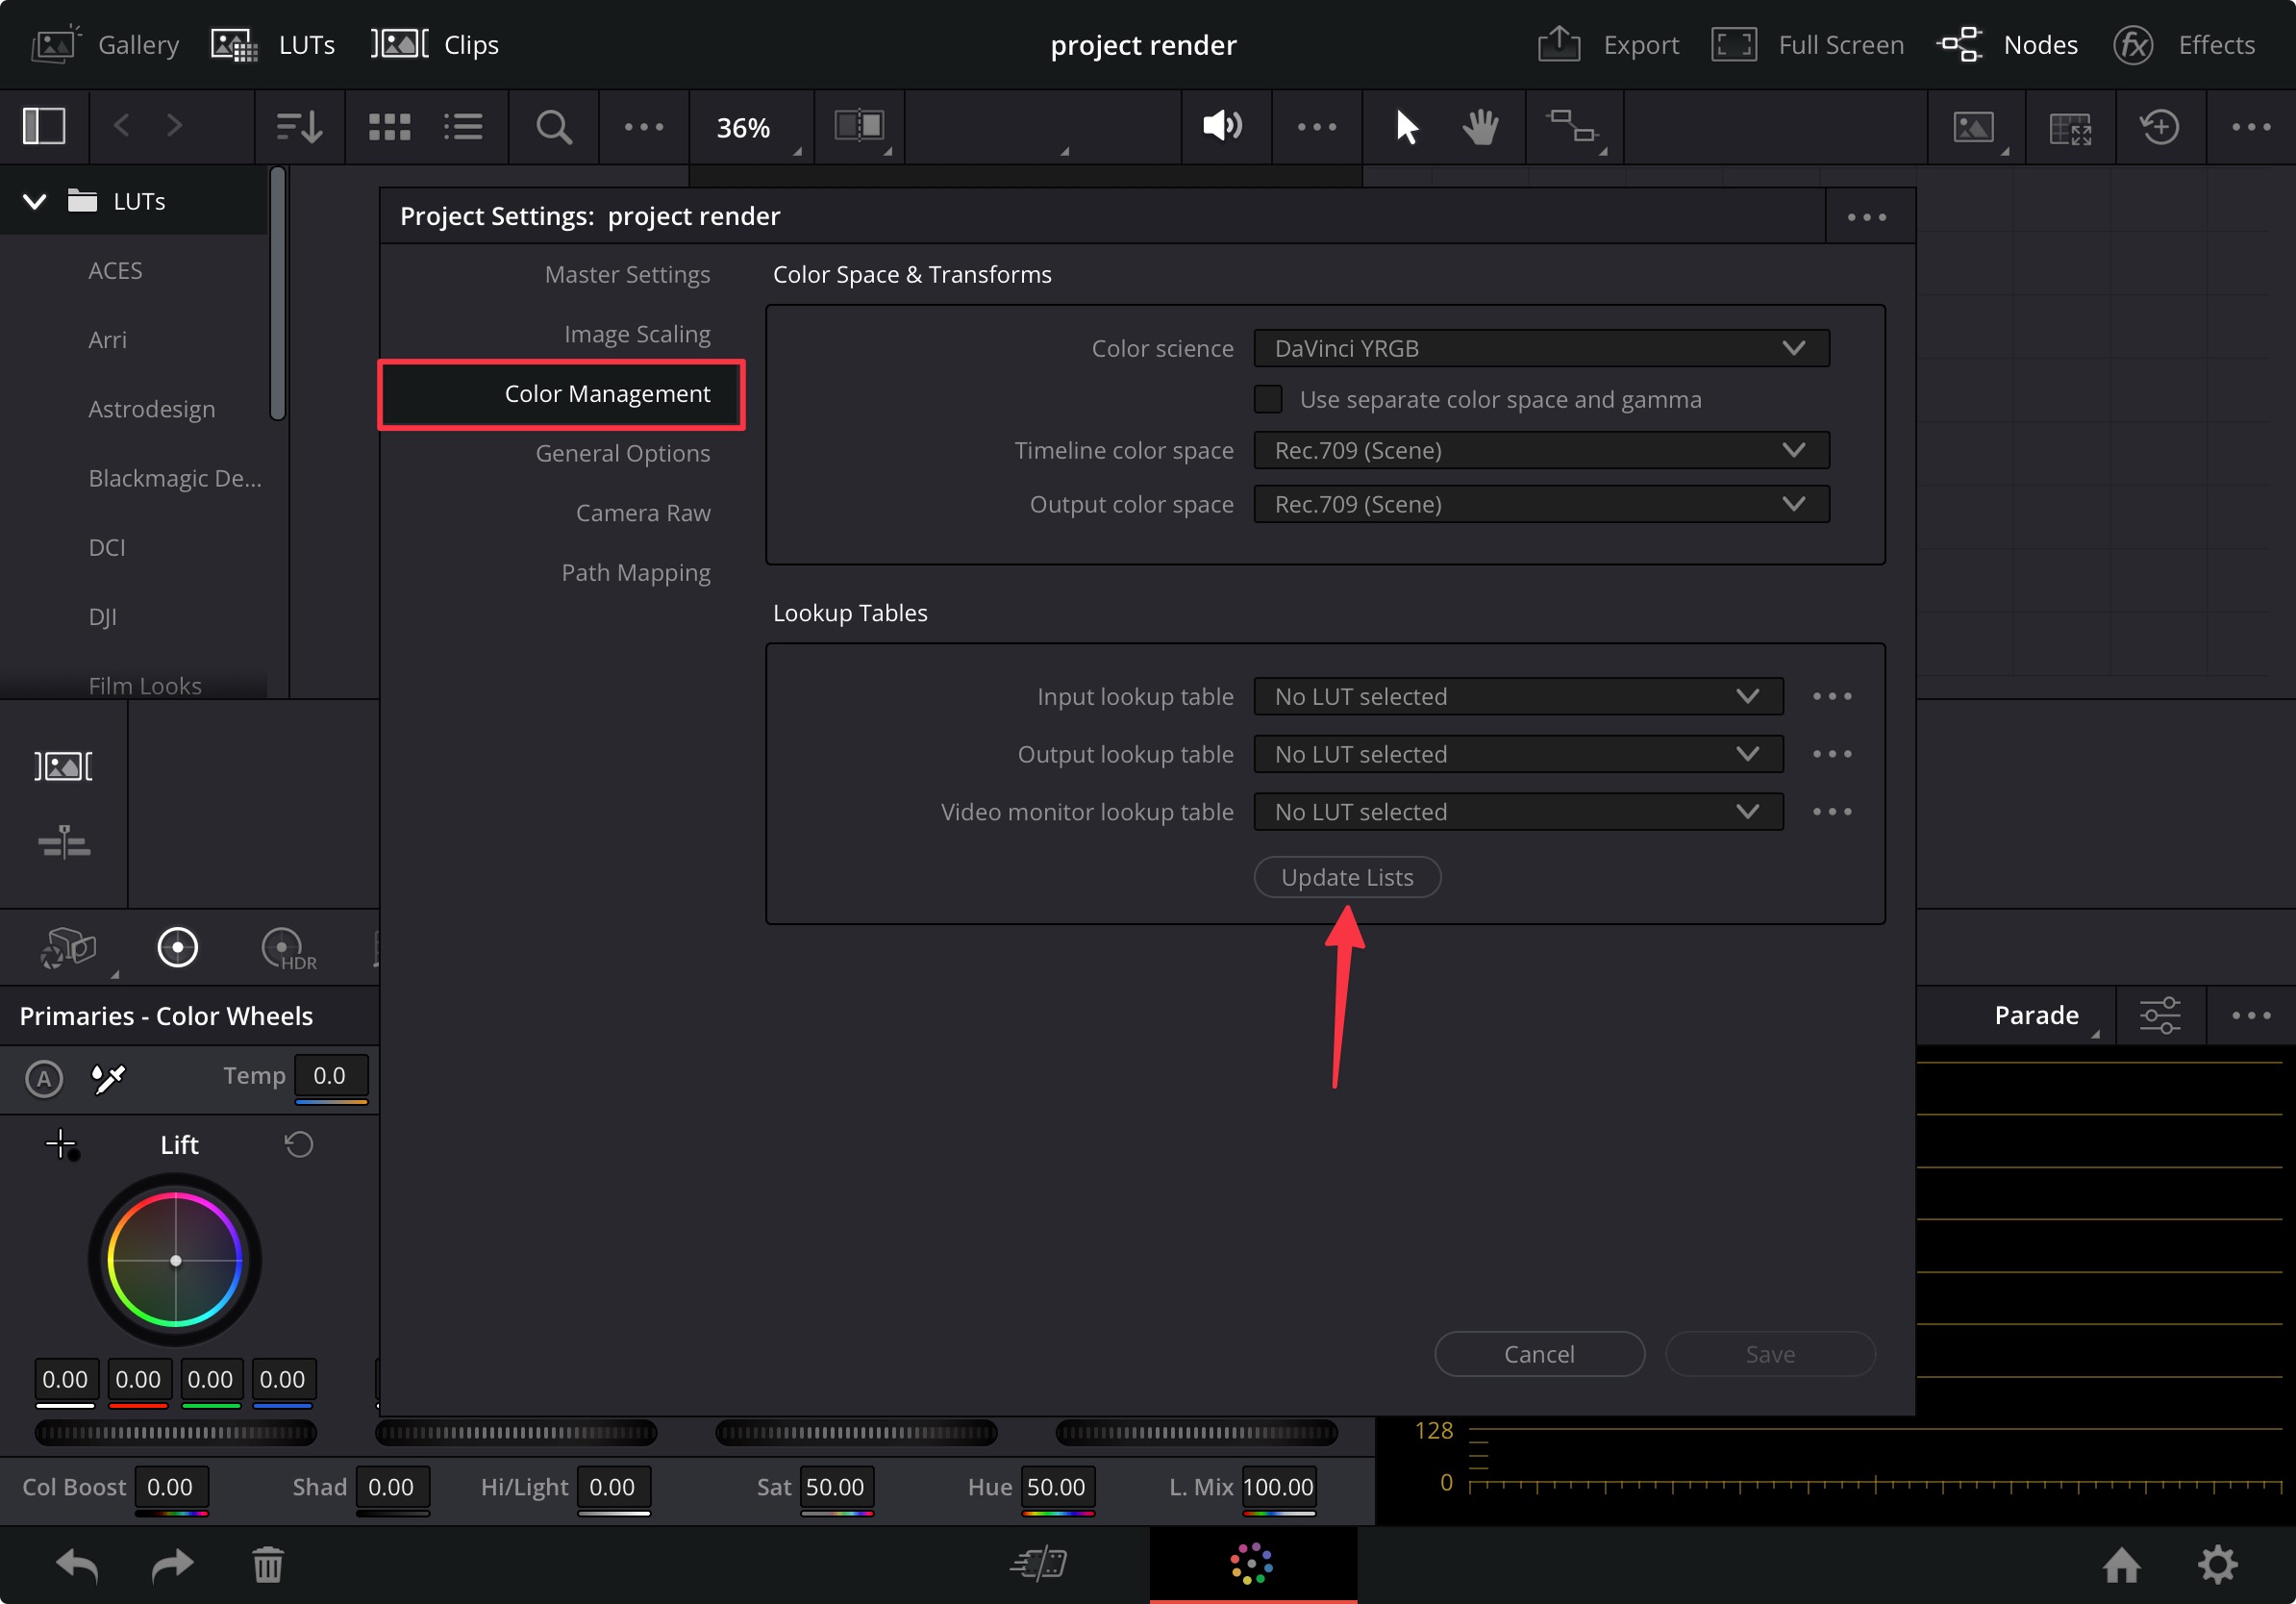 Gallery LUTs Clips project render Export Full Screen Nodes Effects
36%
LUTs
ACES
Arri
Astrodesign
Blackmagic De...
DCI
DJI
Film Looks
Project Settings: project render
Master Settings
Image Scaling
Color Management
General Options
Camera Raw
Path Mapping
Color Space & Transforms
Color science DaVinci YRGB
Use separate color space and gamma
Timeline color space Rec.709 (Scene)
Output color space Rec.709 (Scene)
Lookup Tables
Input lookup table No LUT selected
Output lookup table No LUT selected
Video monitor lookup table No LUT selected
Update Lists
Cancel Save
HDR
Primaries - Color Wheels
Parade
A Temp 0.0
Lift
0.00 0.00 0.00 0.00
128
0
Col Boost 0.00 Shad 0.00 Hi/Light 0.00 Sat 50.00 Hue 50.00 L. Mix 100.00